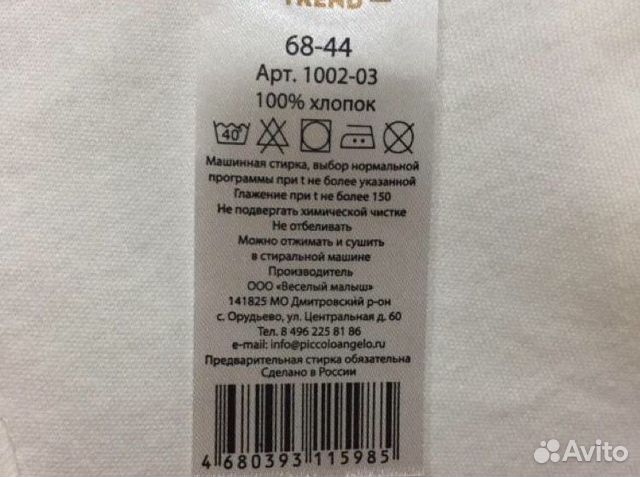 TREND
68-44
Арт. 1002-03
100% хлопок
40°
Машинная стирка, выбор нормальной
программы при t не более указанной
Глажение при t не более 150
Не подвергать химической чистке
Не отбеливать
Можно отжимать и сушить
в стиральной машине
Производитель
ООО «Веселый малыш»
141825 МО Дмитровский р-он
с. Орудьево, ул. Центральная д. 60
Тел. 8 496 225 81 86
e-mail: info@piccoloangelo.ru
Предварительная стирка обязательна
Сделано в России
4 680393 115985
Avito